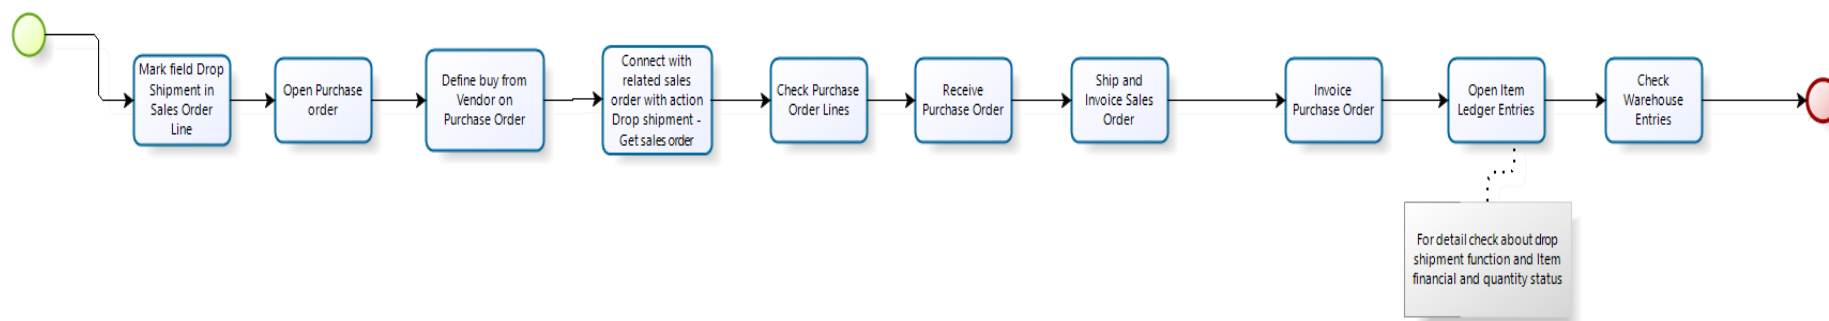 Mark field Drop
Shipment in
Sales Order
Line
Open Purchase
order
Define buy from
Vendor on
Purchase Order
Connect with
related sales
order with action
Drop shipment -
Get sales order
Check Purchase
Order Lines
Receive
Purchase Order
Ship and
Invoice Sales
Order
Invoice
Purchase Order
Open Item
Ledger Entries
Check
Warehouse
Entries
For detail check about drop
shipment function and Item
financial and quantity status